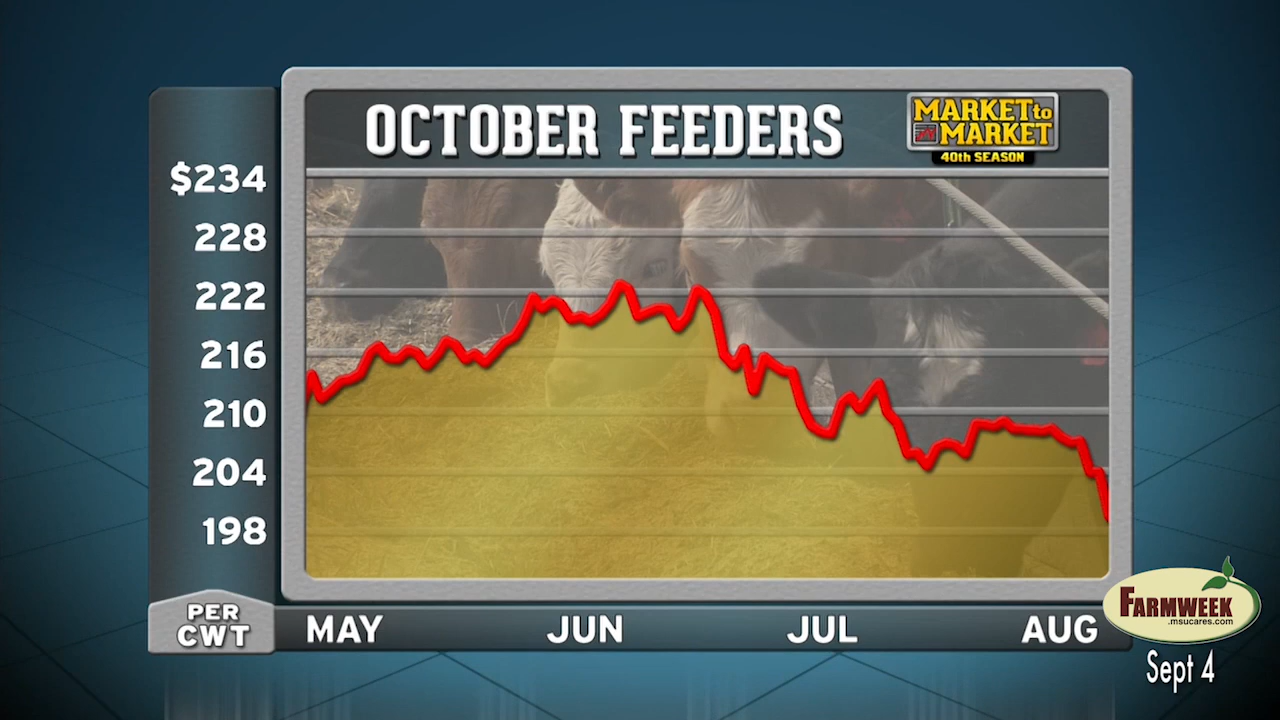 OCTOBER FEEDERS
MARKET to
MARKET
40th SEASON
$234
228
222
216
210
204
198
PER
CWT
MAY JUN JUL AUG
FARMWEEK
.msucares.com
Sept 4